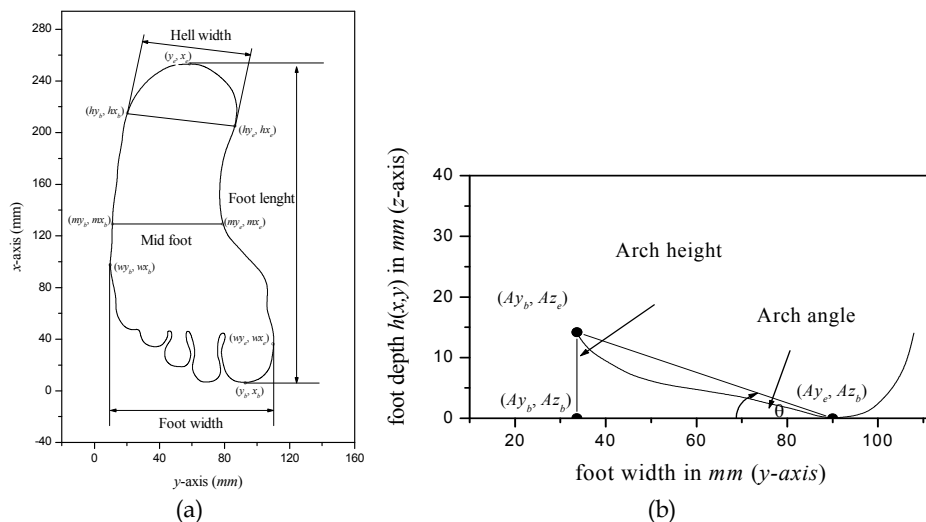 280
240
200
160
120
80
40
0
-40
x-axis (mm)
Hell width
(y_e, x_e)
(hy_b, hx_b)
(hy_e, hx_e)
Foot lenght
(my_b, mx_b)
(my_e, mx_e)
Mid foot
(wy_b, wx_b)
(wy_e, wx_e)
(y_b, x_b)
Foot width
0 40 80 120 160
y-axis (mm)
(a)
foot depth h(x,y) in mm (z-axis)
40
30
20
10
0
Arch height
(Ay_b, Az_e)
Arch angle
(Ay_b, Az_b)
(Ay_e, Az_b)
θ
20 40 60 80 100
foot width in mm (y-axis)
(b)